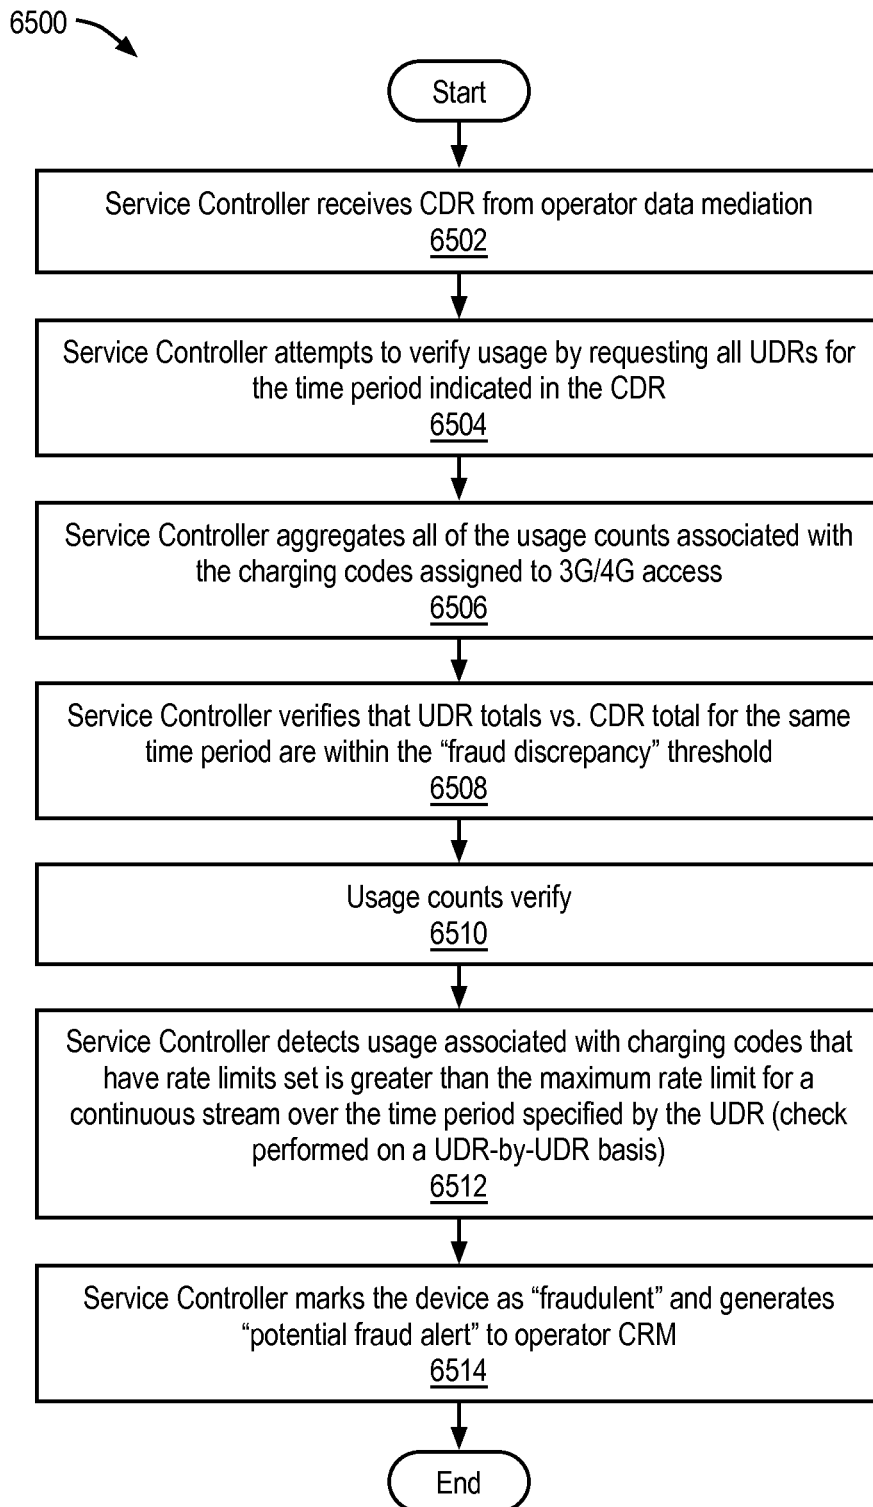 6500
Start
Service Controller receives CDR from operator data mediation
6502
Service Controller attempts to verify usage by requesting all UDRs for
the time period indicated in the CDR
6504
Service Controller aggregates all of the usage counts associated with
the charging codes assigned to 3G/4G access
6506
Service Controller verifies that UDR totals vs. CDR total for the same
time period are within the “fraud discrepancy” threshold
6508
Usage counts verify
6510
Service Controller detects usage associated with charging codes that
have rate limits set is greater than the maximum rate limit for a
continuous stream over the time period specified by the UDR (check
performed on a UDR-by-UDR basis)
6512
Service Controller marks the device as “fraudulent” and generates
“potential fraud alert” to operator CRM
6514
End